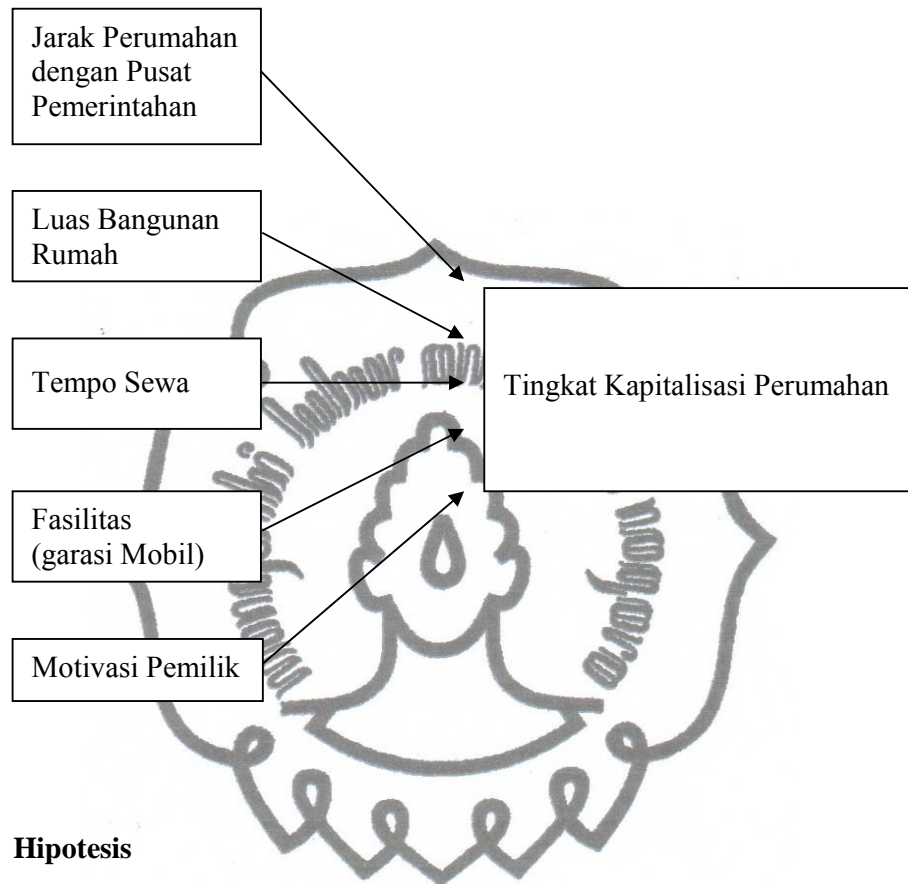 Jarak Perumahan
dengan Pusat
Pemerintahan
Luas Bangunan
Rumah
Tempo Sewa
Tingkat Kapitalisasi Perumahan
Fasilitas
(garasi Mobil)
Motivasi Pemilik
Hipotesis